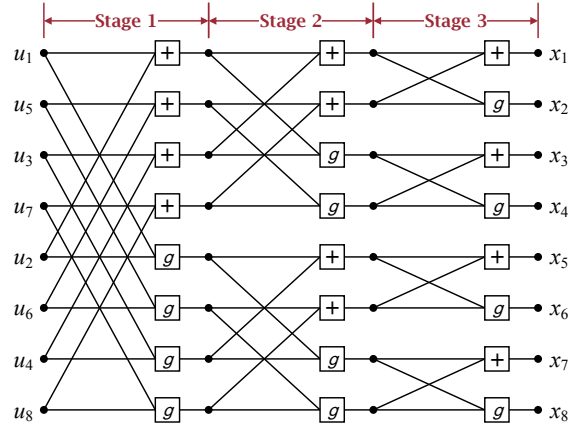 Stage 1 Stage 2 Stage 3
u₁ + + + x₁
u₅ + + g x₂
u₃ + g + x₃
u₇ + g g x₄
u₂ g + + x₅
u₆ g + g x₆
u₄ g g + x₇
u₈ g g g x₈